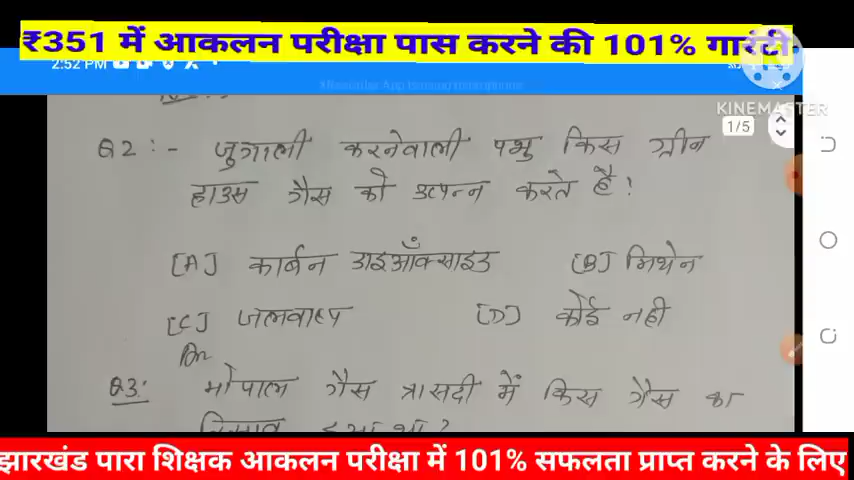 ₹351 में आकलन परीक्षा पास करने की 101% गारंटी
2:52 PM
KINEMASTER
1/5
Q2:- जुगाली करनेवाली पशु किस ग्रीन
हाउस गैस को उत्पन्न करते है?
[A] कार्बन डाइऑक्साइड [B] मिथेन
[C] जलवाष्प [D] कोई नही
An
Q3: भोपाल गैस त्रासदी में किस गैस का
झारखंड पारा शिक्षक आकलन परीक्षा में 101% सफलता प्राप्त करने के लिए